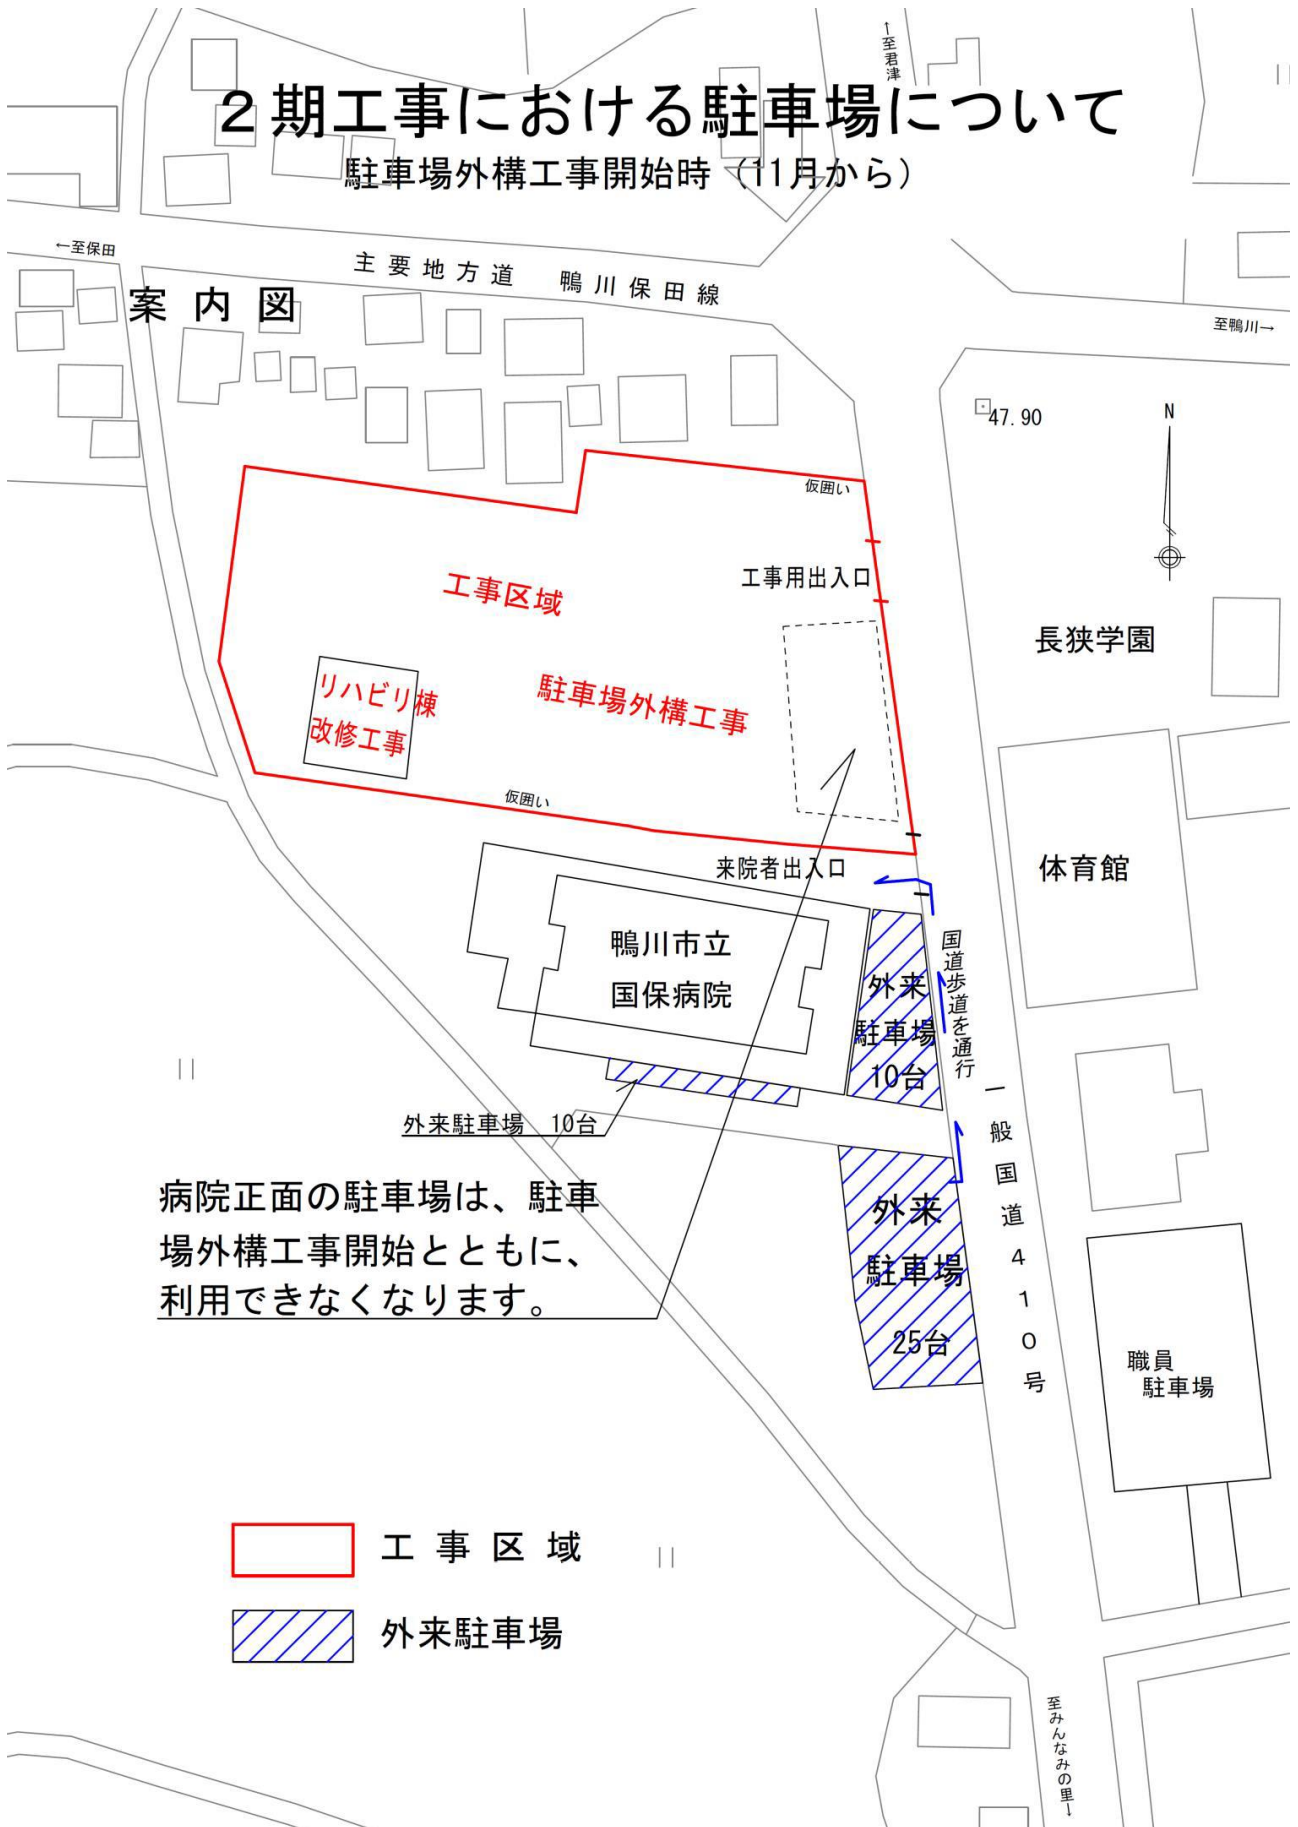 ↑至君津
２期工事における駐車場について
駐車場外構工事開始時（11月から）
←至保田
主要地方道　鴨川保田線
案内図
至鴨川→
47.90
N
仮囲い
工事用出入口
工事区域
長狭学園
リハビリ棟
改修工事
駐車場外構工事
仮囲い
来院者出入口
体育館
鴨川市立
国保病院
外来
駐車場
10台
国道歩道を通行
外来駐車場　10台
一般国道４１０号
病院正面の駐車場は、駐車
場外構工事開始とともに、
利用できなくなります。
外来
駐車場
25台
職員
駐車場
工事区域
外来駐車場
至みんなみの里↓